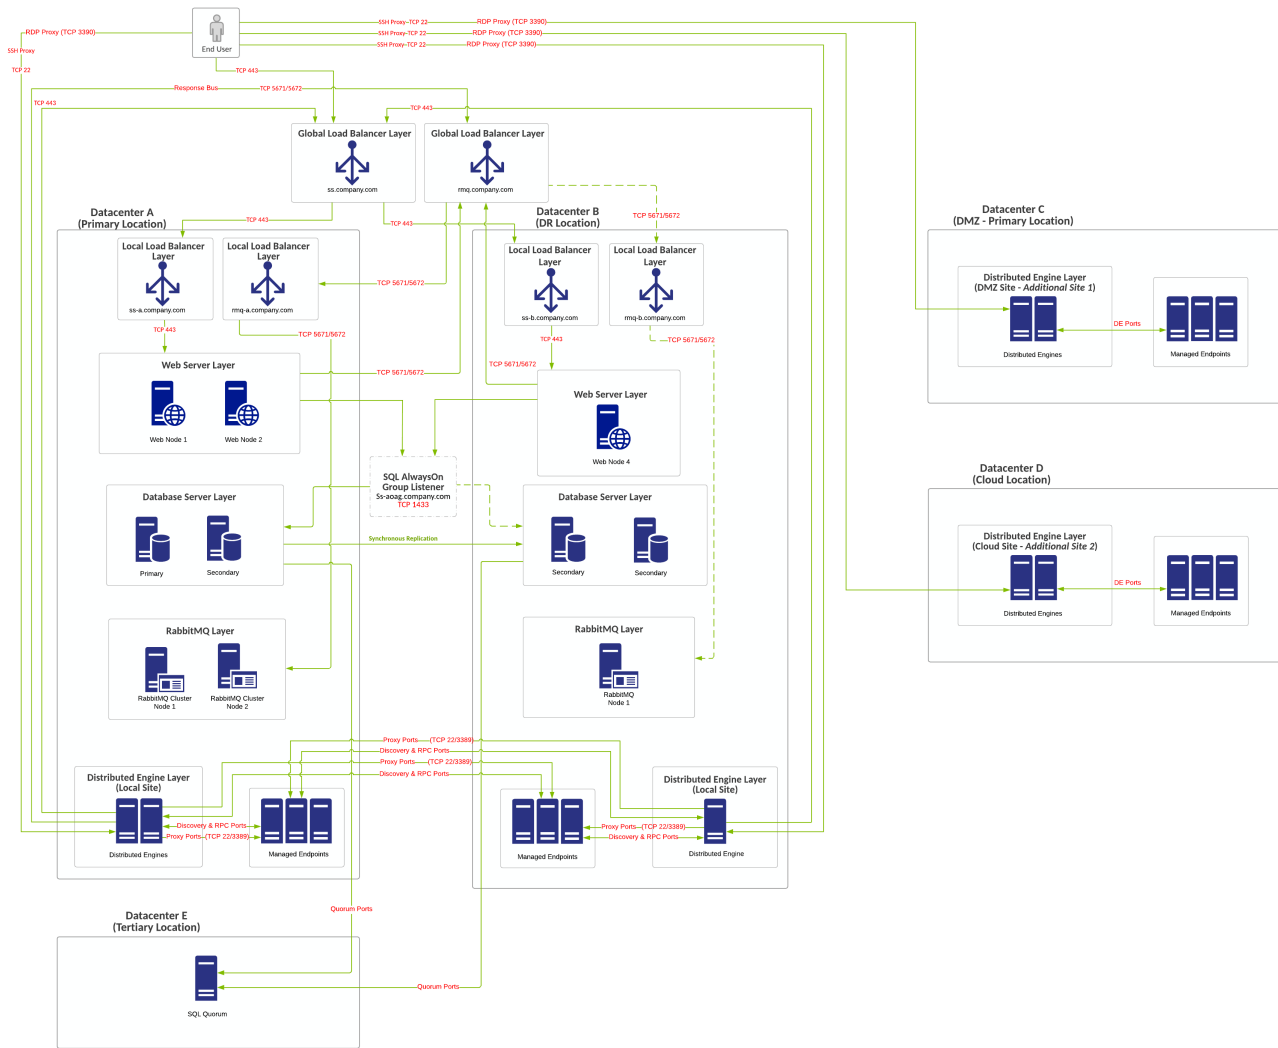 End User
SSH Proxy
TCP 22
RDP Proxy (TCP 3390)
SSH Proxy
TCP 22
RDP Proxy (TCP 3390)
SSH Proxy
TCP 22
RDP Proxy (TCP 3390)
RDP Proxy (TCP 3390)
SSH Proxy
TCP 22
TCP 443
Response Bus
TCP 5671/5672
TCP 443
TCP 443
Global Load Balancer Layer
ss.company.com
Global Load Balancer Layer
rmq.company.com
TCP 443
TCP 443
TCP 5671/5672
Datacenter A
(Primary Location)
Local Load Balancer
Layer
ss-a.company.com
Local Load Balancer
Layer
rmq-a.company.com
TCP 5671/5672
TCP 443
TCP 5671/5672
Web Server Layer
Web Node 1
Web Node 2
TCP 5671/5672
Database Server Layer
Primary
Secondary
SQL AlwaysOn
Group Listener
Ss-aoag.company.com
TCP 1433
Synchronous Replication
RabbitMQ Layer
RabbitMQ Cluster
Node 1
RabbitMQ Cluster
Node 2
Distributed Engine Layer
(Local Site)
Distributed Engines
Discovery & RPC Ports
Proxy Ports
(TCP 22/3389)
Managed Endpoints
Proxy Ports
(TCP 22/3389)
Discovery & RPC Ports
Proxy Ports
(TCP 22/3389)
Discovery & RPC Ports
Datacenter B
(DR Location)
Local Load Balancer
Layer
ss-b.company.com
Local Load Balancer
Layer
rmq-b.company.com
TCP 443
TCP 5671/5672
TCP 5671/5672
Web Server Layer
Web Node 4
Database Server Layer
Secondary
Secondary
RabbitMQ Layer
RabbitMQ
Node 1
Managed Endpoints
Proxy Ports
(TCP 22/3389)
Discovery & RPC Ports
Distributed Engine Layer
(Local Site)
Distributed Engine
Datacenter C
(DMZ - Primary Location)
Distributed Engine Layer
(DMZ Site - Additional Site 1)
Distributed Engines
DE Ports
Managed Endpoints
Datacenter D
(Cloud Location)
Distributed Engine Layer
(Cloud Site - Additional Site 2)
Distributed Engines
DE Ports
Managed Endpoints
Datacenter E
(Tertiary Location)
Quorum Ports
Quorum Ports
SQL Quorum